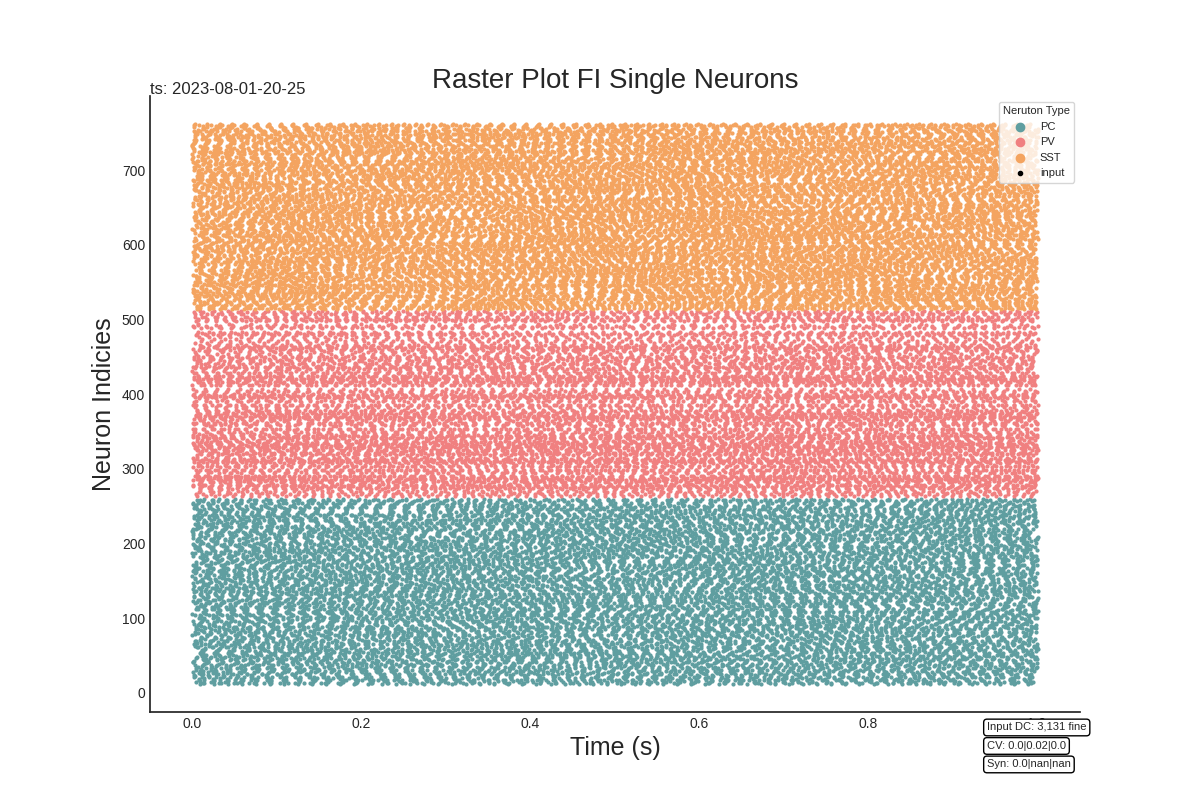 Raster Plot FI Single Neurons
ts: 2023-08-01-20-25
Neruton Type
PC
PV
SST
input
Neuron Indicies
700
600
500
400
300
200
100
0
0.0
0.2
0.4
0.6
0.8
Time (s)
Input DC: 3,131 fine
CV: 0.0|0.02|0.0
Syn: 0.0|nan|nan